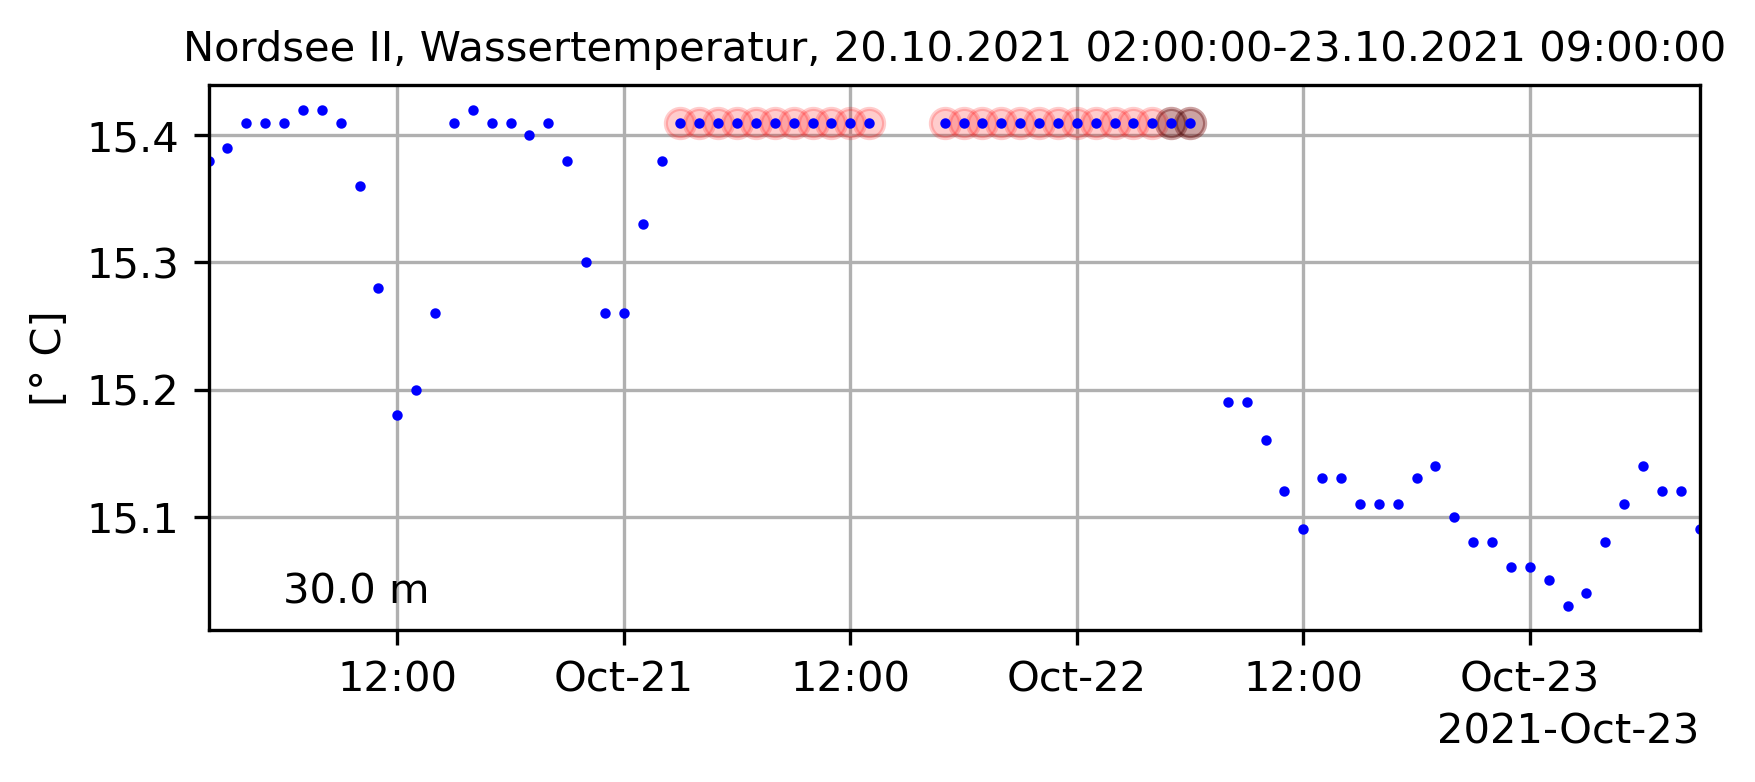 Nordsee II, Wassertemperatur, 20.10.2021 02:00:00-23.10.2021 09:00:00
[° C]
15.4
15.3
15.2
15.1
30.0 m
12:00 Oct-21 12:00 Oct-22 12:00 Oct-23
2021-Oct-23